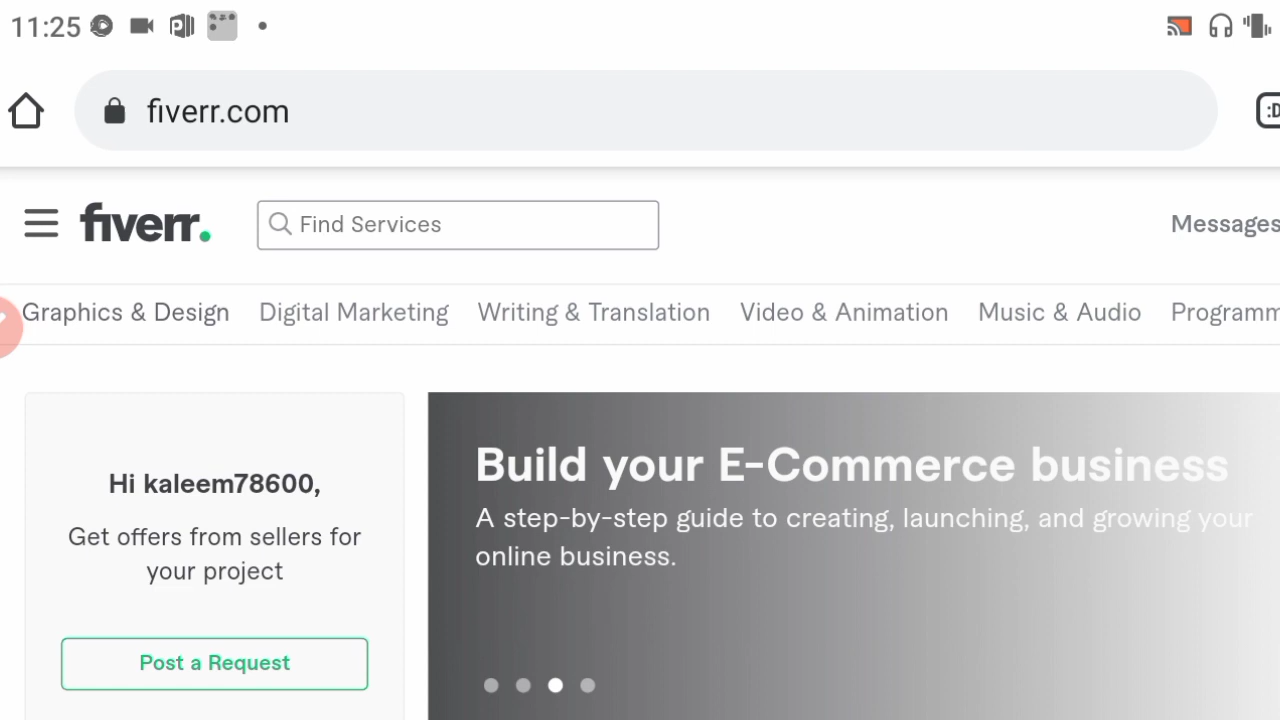 11:25
fiverr.com
:D
fiverr.
Find Services
Messages
Graphics & Design Digital Marketing Writing & Translation Video & Animation Music & Audio Programm
Hi kaleem78600,
Get offers from sellers for
your project
Post a Request
Build your E-Commerce business
A step-by-step guide to creating, launching, and growing your
online business.